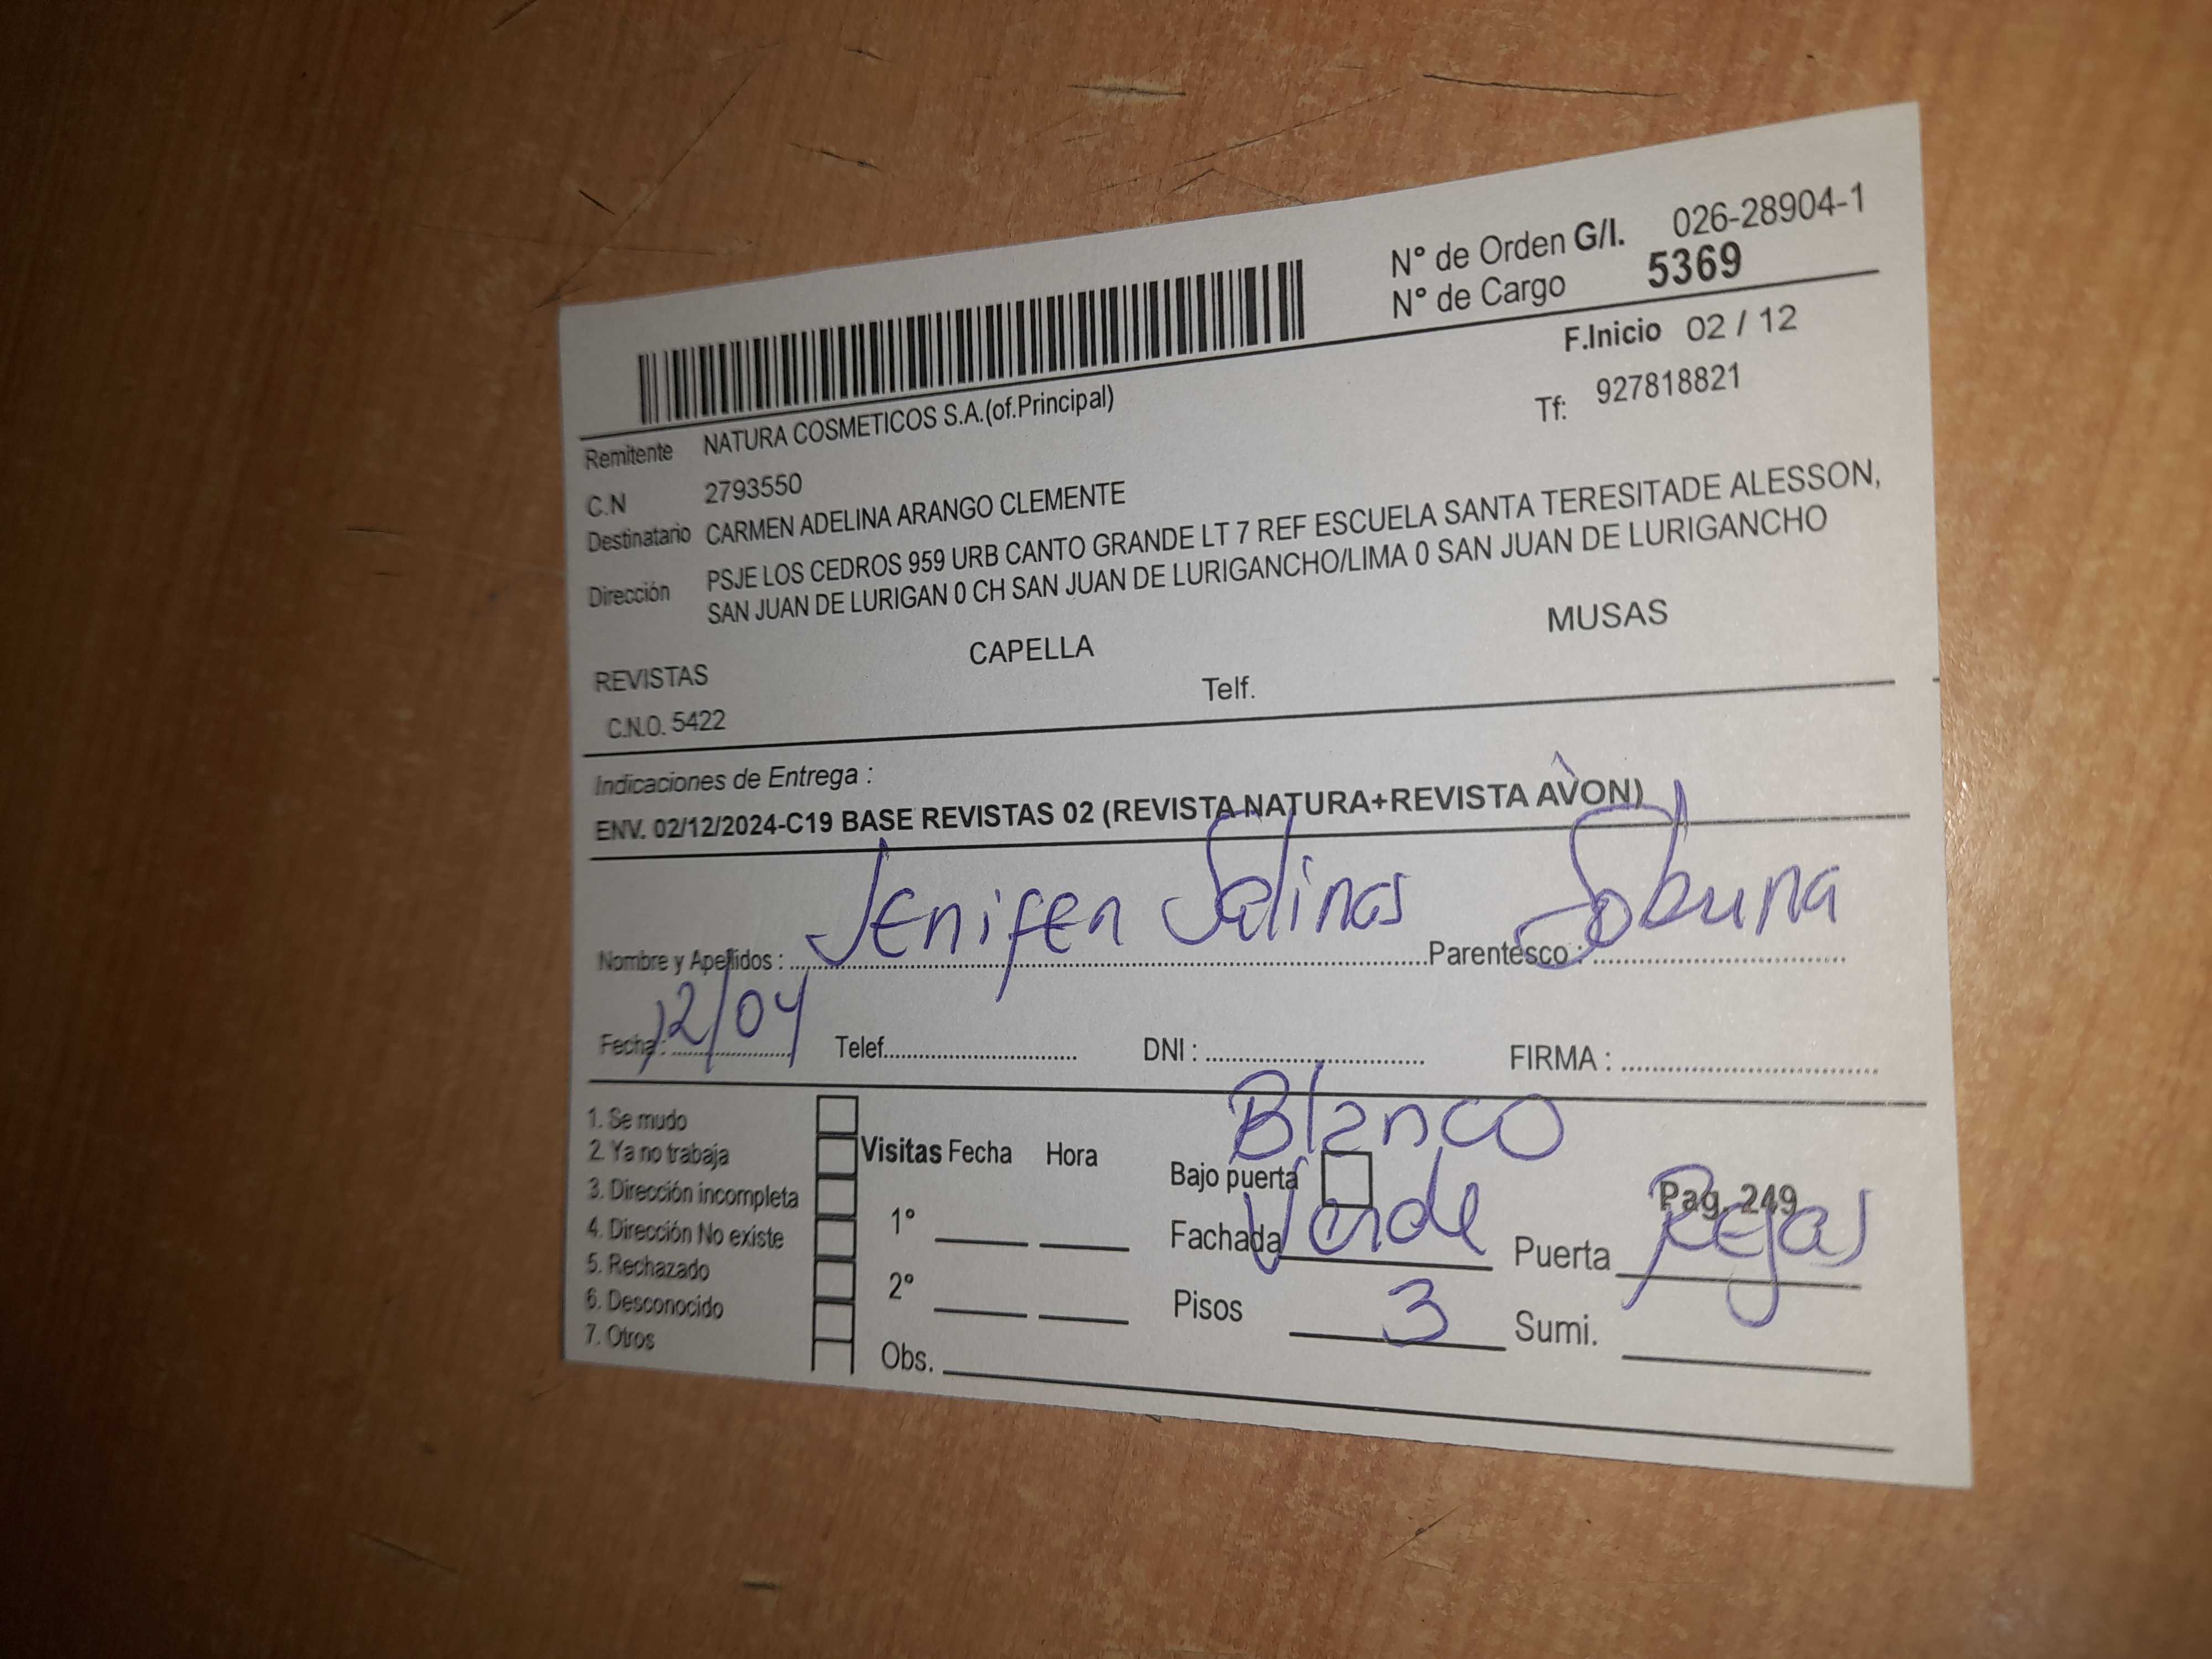 N° de Orden G/I. 026-28904-1
N° de Cargo 5369
F.Inicio 02 / 12
Remitente NATURA COSMETICOS S.A.(of.Principal)
Tf: 927818821
C.N 2793550
Destinatario CARMEN ADELINA ARANGO CLEMENTE
Dirección PSJE LOS CEDROS 959 URB CANTO GRANDE LT 7 REF ESCUELA SANTA TERESITADE ALESSON,
SAN JUAN DE LURIGAN 0 CH SAN JUAN DE LURIGANCHO/LIMA 0 SAN JUAN DE LURIGANCHO
REVISTAS CAPELLA MUSAS
C.N.O. 5422 Telf.
Indicaciones de Entrega :
ENV. 02/12/2024-C19 BASE REVISTAS 02 (REVISTA NATURA+REVISTA AVON)
Nombre y Apellidos : Jenifer Salinas Parentesco : Sobrina
Fecha : 12/04 Telef. DNI : FIRMA :
Blanco
1. Se mudo
2. Ya no trabaja
3. Dirección incompleta
4. Dirección No existe
5. Rechazado
6. Desconocido
7. Otros
Visitas Fecha Hora
1°
2°
Obs.
Bajo puerta Pag. 249
Fachada Verde Puerta Rejas
Pisos 3 Sumi.